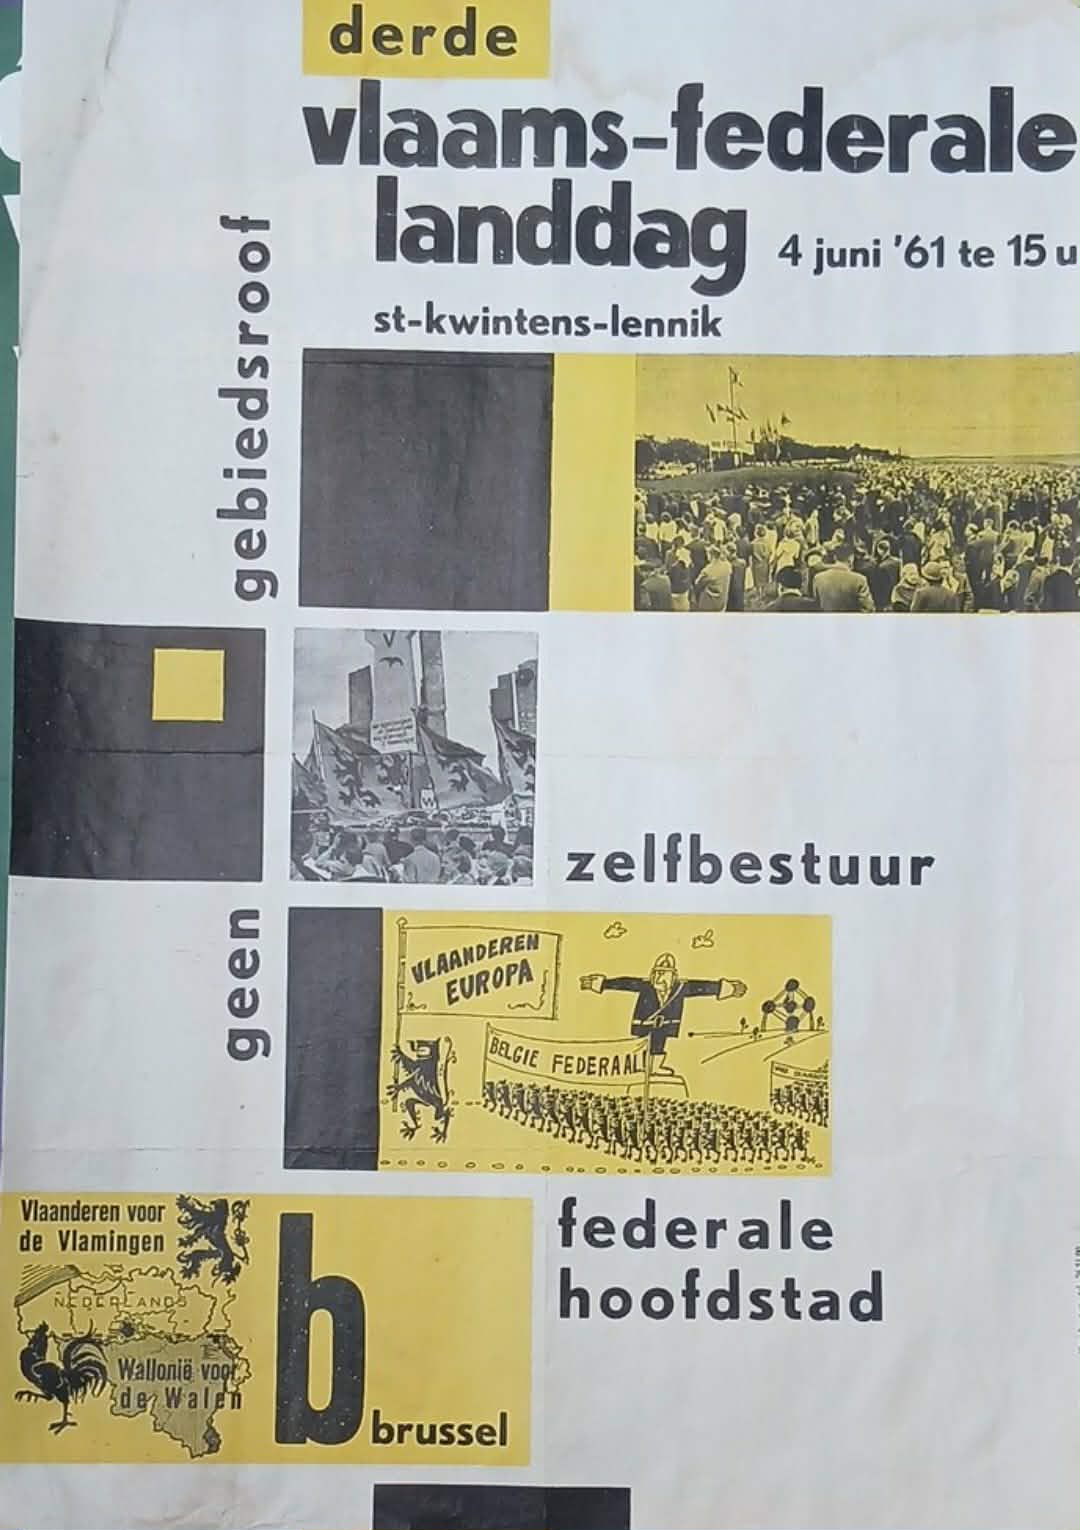 derde
vlaams-federale
landdag
4 juni '61 te 15 u
st-kwintens-lennik
geen gebiedsroof
zelfbestuur
VLAANDEREN
EUROPA
BELGIE FEDERAAL!
Vlaanderen voor
de Vlamingen
NEDERLANDS
Wallonië voor
de Walen
b
brussel
federale
hoofdstad